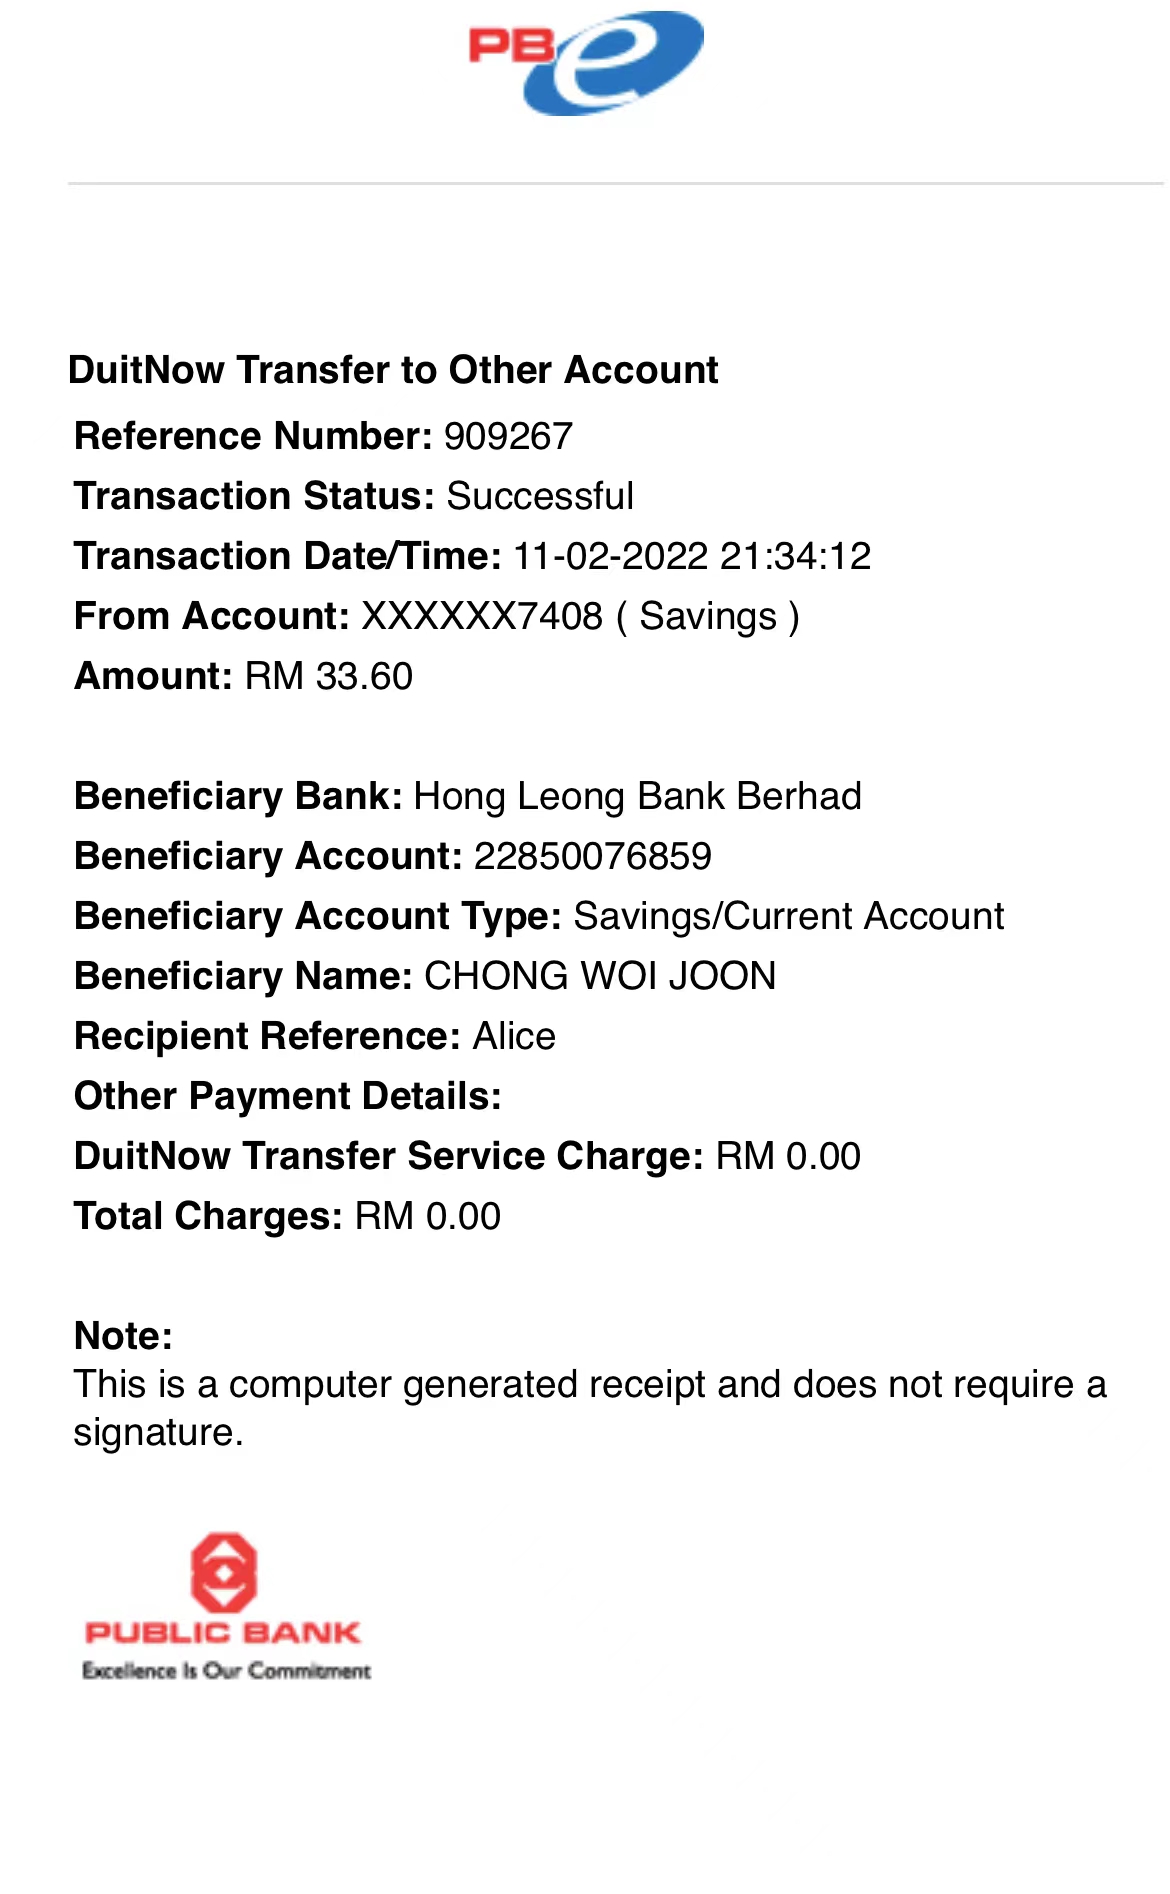 PBe
DuitNow Transfer to Other Account
Reference Number: 909267
Transaction Status: Successful
Transaction Date/Time: 11-02-2022 21:34:12
From Account: XXXXXX7408 ( Savings )
Amount: RM 33.60
Beneficiary Bank: Hong Leong Bank Berhad
Beneficiary Account: 22850076859
Beneficiary Account Type: Savings/Current Account
Beneficiary Name: CHONG WOI JOON
Recipient Reference: Alice
Other Payment Details:
DuitNow Transfer Service Charge: RM 0.00
Total Charges: RM 0.00
Note:
This is a computer generated receipt and does not require a
signature.
PUBLIC BANK
Excellence Is Our Commitment